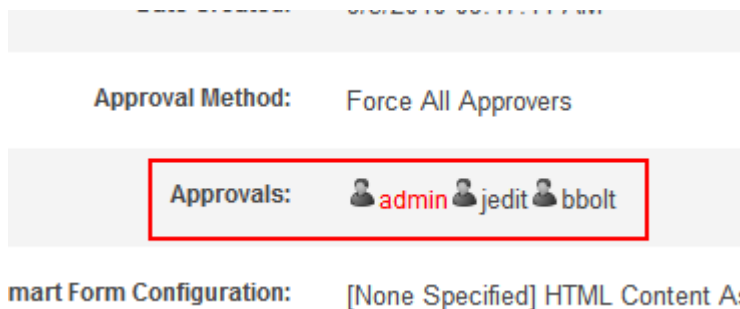 Approval Method: Force All Approvers
Approvals: admin jedit bbolt
mart Form Configuration: [None Specified] HTML Content As